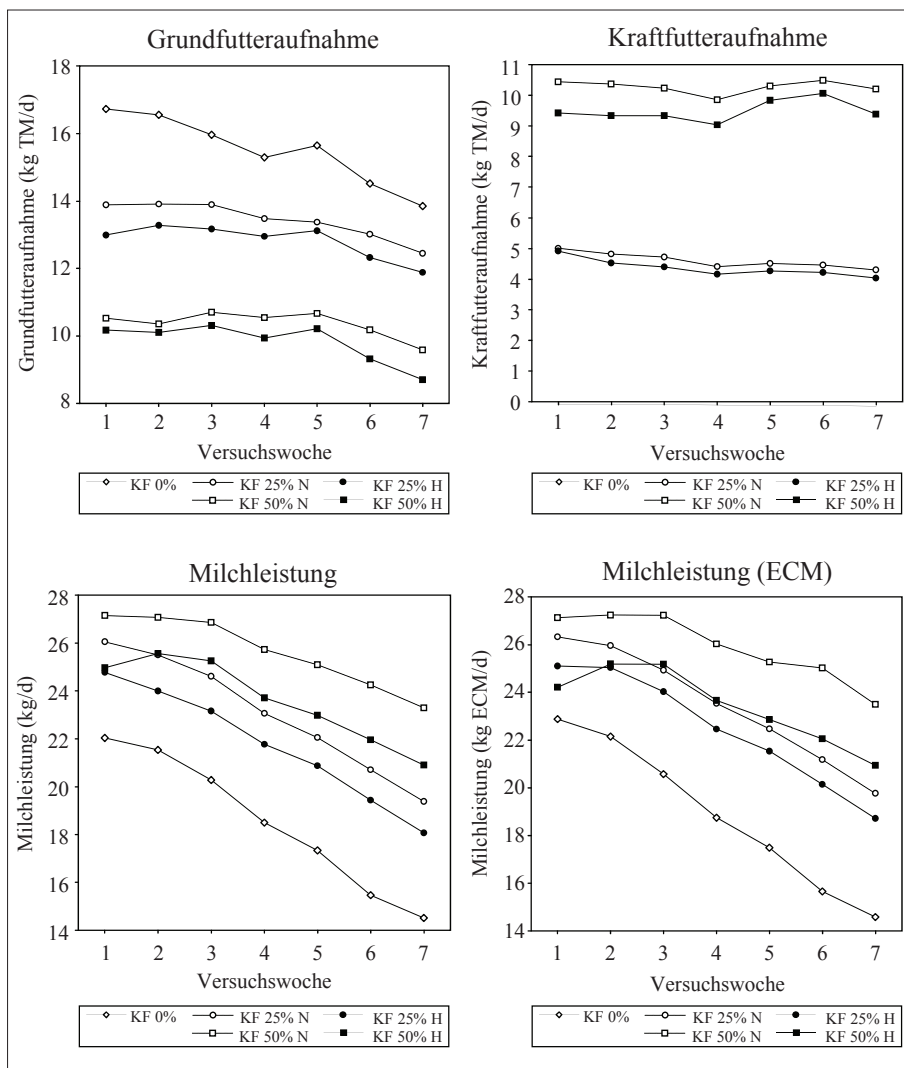 Grundfutteraufnahme
Grundfutteraufnahme (kg TM/d)
18
16
14
12
10
8
1 2 3 4 5 6 7
Versuchswoche
KF 0% KF 25% N KF 25% H
KF 50% N KF 50% H
Kraftfutteraufnahme
Kraftfutteraufnahme (kg TM/d)
11
10
9
8
7
6
5
4
3
2
1
0
1 2 3 4 5 6 7
Versuchswoche
KF 0% KF 25% N KF 25% H
KF 50% N KF 50% H
Milchleistung
Milchleistung (kg/d)
28
26
24
22
20
18
16
14
1 2 3 4 5 6 7
Versuchswoche
KF 0% KF 25% N KF 25% H
KF 50% N KF 50% H
Milchleistung (ECM)
Milchleistung (kg ECM/d)
28
26
24
22
20
18
16
14
1 2 3 4 5 6 7
Versuchswoche
KF 0% KF 25% N KF 25% H
KF 50% N KF 50% H